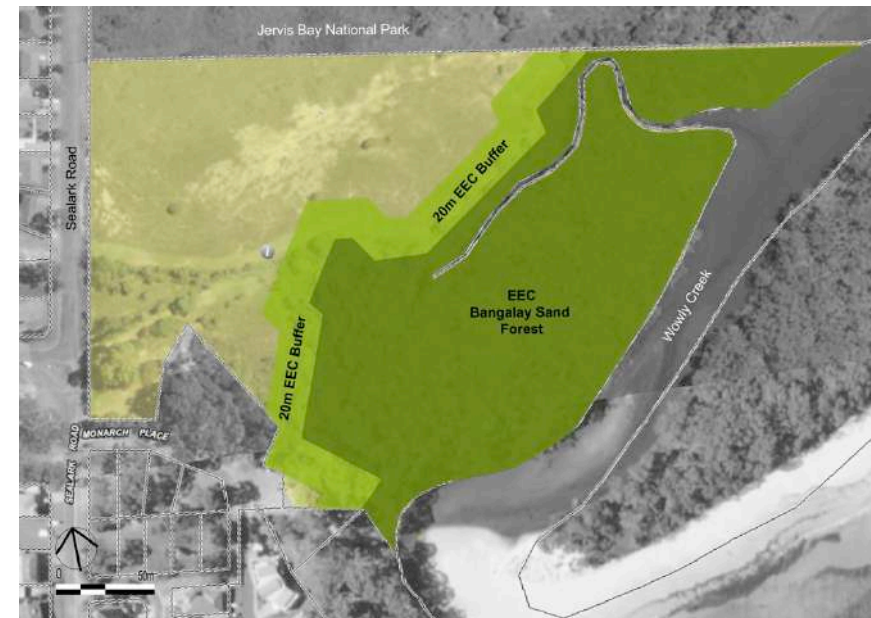 Jervis Bay National Park
Sealark Road
20m EEC Buffer
EEC
Bangalay Sand
Forest
Wowly Creek
20m EEC Buffer
MONARCH PLACE
SEALARK ROAD
0 50m